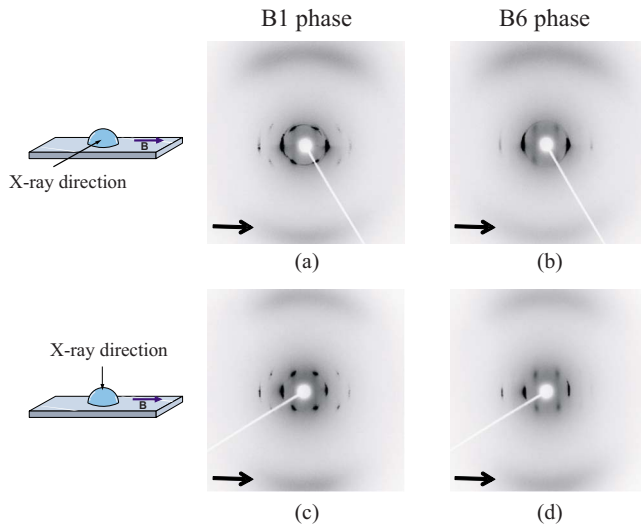 B1 phase
B6 phase
B
X-ray direction
(a)
(b)
X-ray direction
B
(c)
(d)